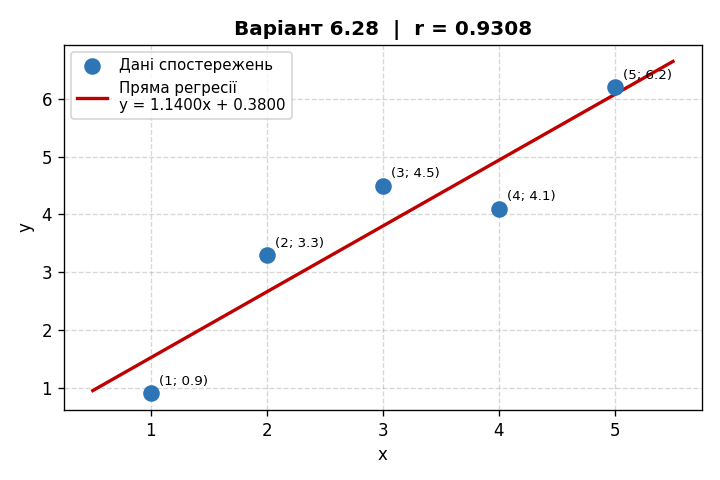 Варіант 6.28 | r = 0.9308
Дані спостережень
Пряма регресії
y = 1.1400x + 0.3800
(5; 6.2)
(3; 4.5)
(4; 4.1)
(2; 3.3)
(1; 0.9)
6
5
4
3
2
1
y
1 2 3 4 5
x